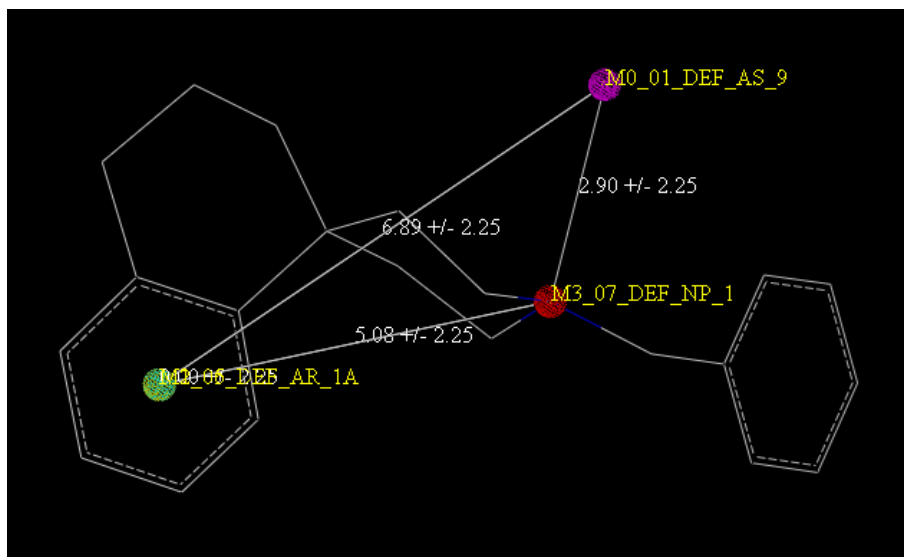 M0_01_DEF_AS_9
2.90 +/- 2.25
6.89 +/- 2.25
M3_07_DEF_NP_1
5.08 +/- 2.25